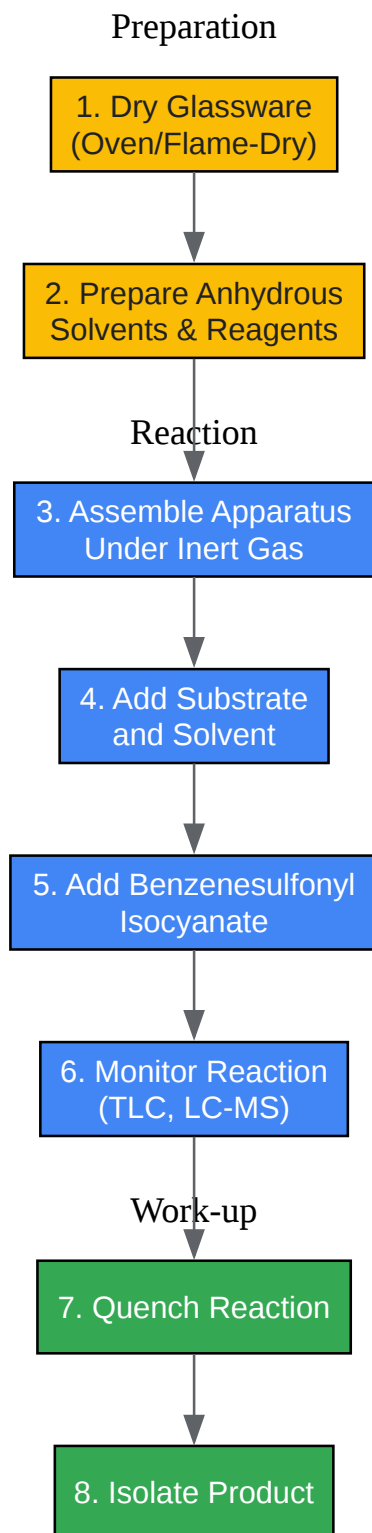 Preparation
1. Dry Glassware
(Oven/Flame-Dry)
2. Prepare Anhydrous
Solvents & Reagents
Reaction
3. Assemble Apparatus
Under Inert Gas
4. Add Substrate
and Solvent
5. Add Benzenesulfonyl
Isocyanate
6. Monitor Reaction
(TLC, LC-MS)
Work-up
7. Quench Reaction
8. Isolate Product